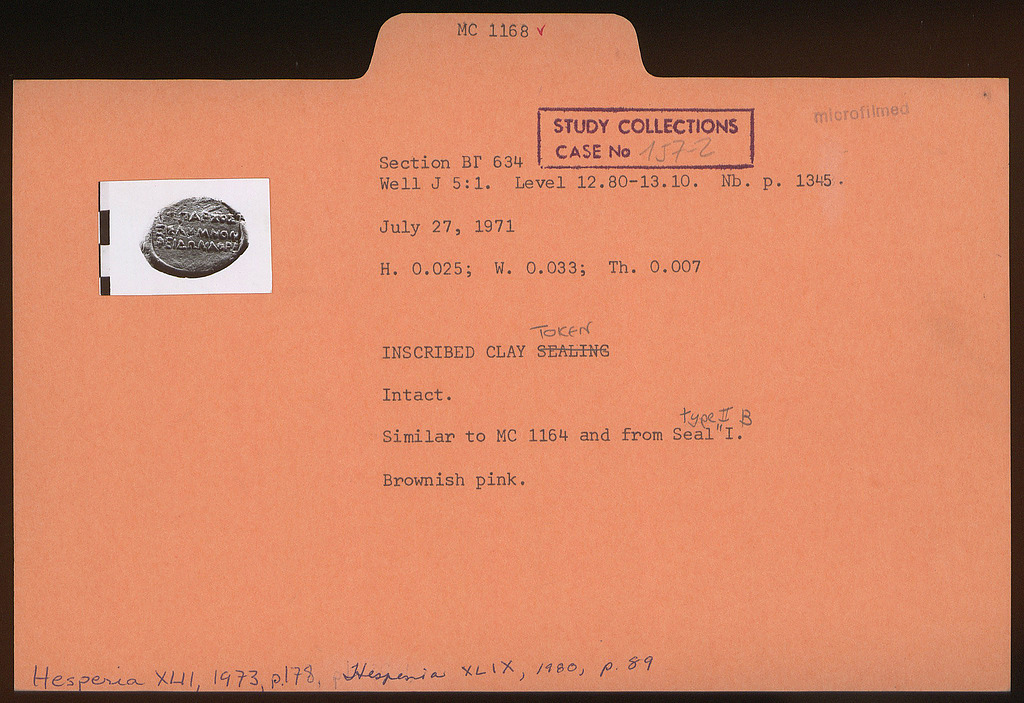 MC 1168 ✓
microfilmed
STUDY COLLECTIONS
CASE No 157-2
Section ΒΓ 634
Well J 5:1. Level 12.80-13.10. Nb. p. 1345.
July 27, 1971
H. 0.025; W. 0.033; Th. 0.007
TOKEN
INSCRIBED CLAY SEALING
Intact.
type II B
Similar to MC 1164 and from Seal "I.
Brownish pink.
Hesperia XLII, 1973, p.178. Hesperia XLIX, 1980, p. 89